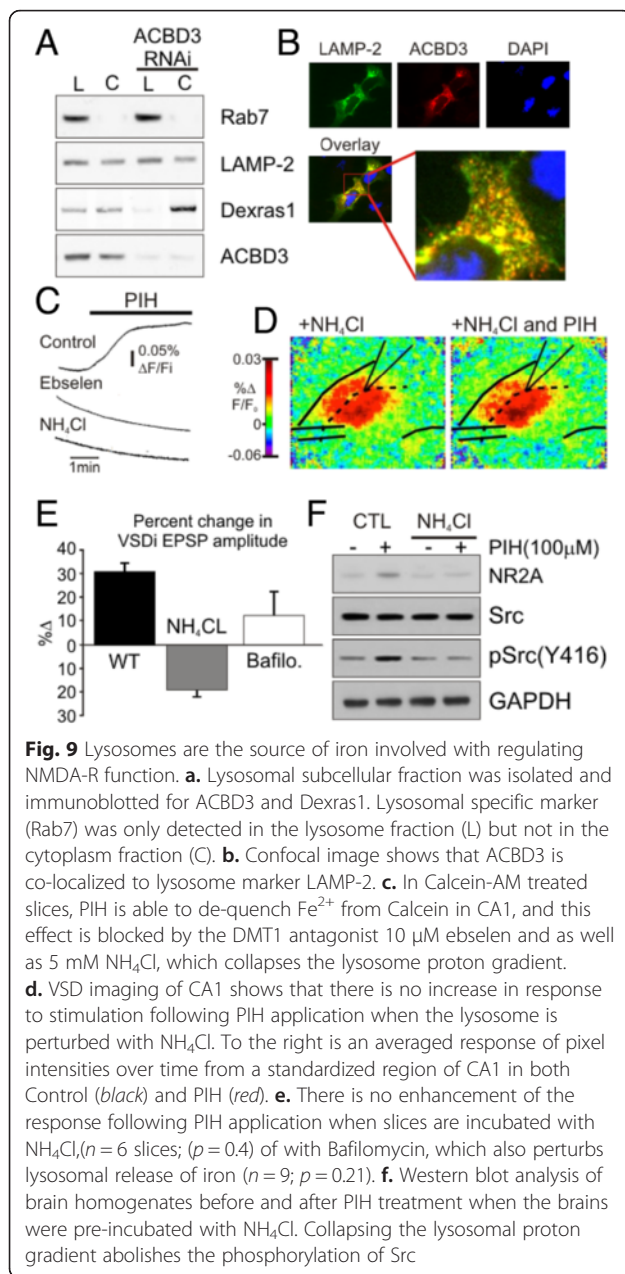 A
ACBD3
RNAi
L C L C
Rab7
LAMP-2
Dexras1
ACBD3
B
LAMP-2 ACBD3 DAPI
Overlay
C
PIH
Control
0.05%
ΔF/Fi
Ebselen
NH₄Cl
1min
D
+NH₄Cl +NH₄Cl and PIH
0.03
%Δ
F/F₀
0
-0.06
E
Percent change in
VSDi EPSP amplitude
40
30
20
10
0
10
20
30
%Δ
WT
NH₄CL
Bafilo.
F
CTL NH₄Cl
- + - + PIH(100µM)
NR2A
Src
pSrc(Y416)
GAPDH
Fig. 9 Lysosomes are the source of iron involved with regulating
NMDA-R function. a. Lysosomal subcellular fraction was isolated and
immunoblotted for ACBD3 and Dexras1. Lysosomal specific marker
(Rab7) was only detected in the lysosome fraction (L) but not in the
cytoplasm fraction (C). b. Confocal image shows that ACBD3 is
co-localized to lysosome marker LAMP-2. c. In Calcein-AM treated
slices, PIH is able to de-quench Fe²⁺ from Calcein in CA1, and this
effect is blocked by the DMT1 antagonist 10 μM ebselen and as well
as 5 mM NH₄Cl, which collapses the lysosome proton gradient.
d. VSD imaging of CA1 shows that there is no increase in response
to stimulation following PIH application when the lysosome is
perturbed with NH₄Cl. To the right is an averaged response of pixel
intensities over time from a standardized region of CA1 in both
Control (black) and PIH (red). e. There is no enhancement of the
response following PIH application when slices are incubated with
NH₄Cl,(n = 6 slices; (p = 0.4) of with Bafilomycin, which also perturbs
lysosomal release of iron (n = 9; p = 0.21). f. Western blot analysis of
brain homogenates before and after PIH treatment when the brains
were pre-incubated with NH₄Cl. Collapsing the lysosomal proton
gradient abolishes the phosphorylation of Src